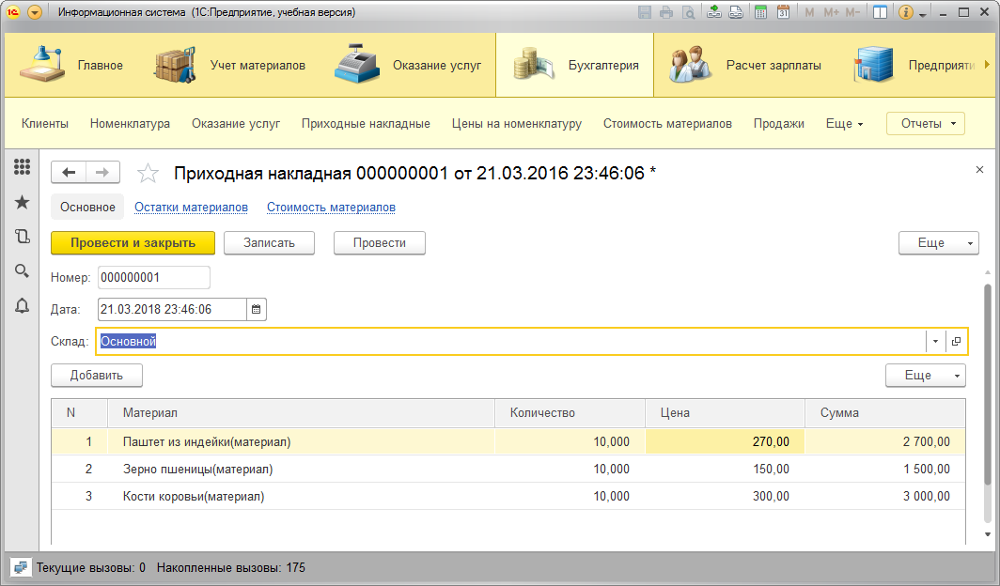 Информационная система (1С:Предприятие, учебная версия)
M M+ M-
Главное Учет материалов Оказание услуг Бухгалтерия Расчет зарплаты Предприяти
Клиенты Номенклатура Оказание услуг Приходные накладные Цены на номенклатуру Стоимость материалов Продажи Еще Отчеты
Приходная накладная 000000001 от 21.03.2016 23:46:06 *
Основное Остатки материалов Стоимость материалов
Провести и закрыть Записать Провести Еще
Номер: 000000001
Дата: 21.03.2018 23:46:06
Склад: Основной
Добавить Еще
N Материал Количество Цена Сумма
1 Паштет из индейки(материал) 10,000 270,00 2 700,00
2 Зерно пшеницы(материал) 10,000 150,00 1 500,00
3 Кости коровьи(материал) 10,000 300,00 3 000,00
Текущие вызовы: 0 Накопленные вызовы: 175